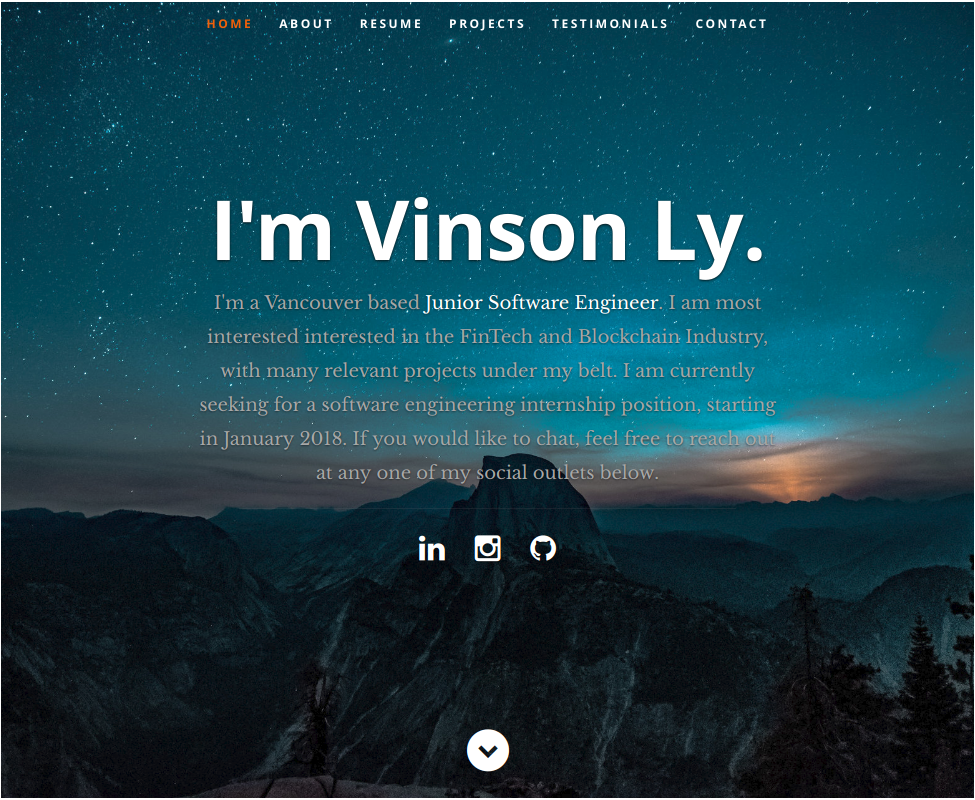 HOME ABOUT RESUME PROJECTS TESTIMONIALS CONTACT
I'm Vinson Ly.
I'm a Vancouver based Junior Software Engineer. I am most
interested interested in the FinTech and Blockchain Industry,
with many relevant projects under my belt. I am currently
seeking for a software engineering internship position, starting
in January 2018. If you would like to chat, feel free to reach out
at any one of my social outlets below.
in